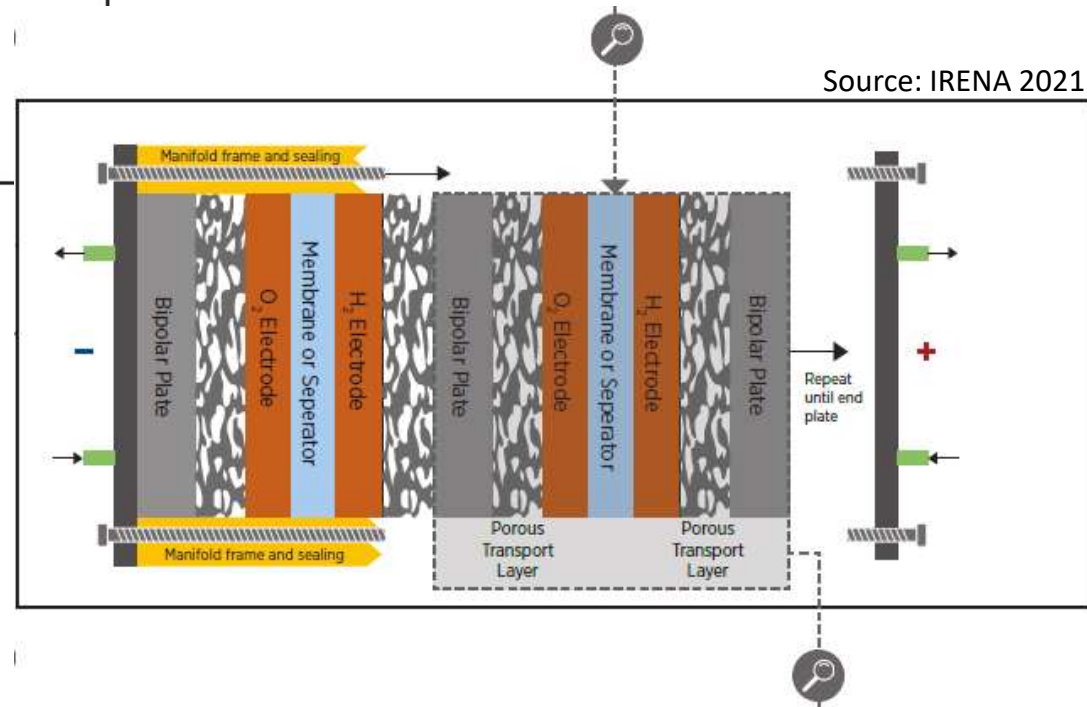 Source: IRENA 2021
Manifold frame and sealing
Bipolar Plate
O2 Electrode
Membrane or Seperator
H2 Electrode
Bipolar Plate
O2 Electrode
Membrane or Seperator
H2 Electrode
Bipolar Plate
–
+
Repeat
until end
plate
Porous
Transport
Layer
Porous
Transport
Layer
Manifold frame and sealing